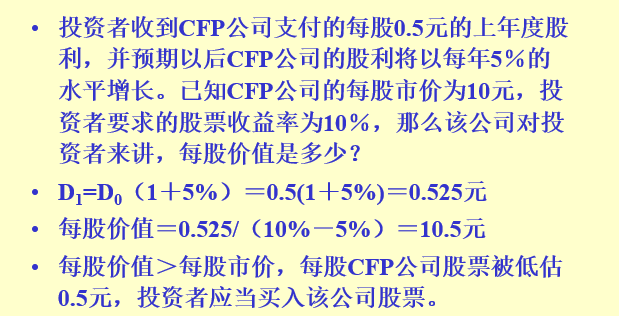 • 投资者收到CFP公司支付的每股0.5元的上年度股
利，并预期以后CFP公司的股利将以每年5％的
水平增长。已知CFP公司的每股市价为10元，投
资者要求的股票收益率为10％，那么该公司对投
资者来讲，每股价值是多少？
• D₁=D₀（1＋5%）＝0.5(1＋5%)＝0.525元
• 每股价值＝0.525/（10%－5%）＝10.5元
• 每股价值＞每股市价，每股CFP公司股票被低估
0.5元，投资者应当买入该公司股票。